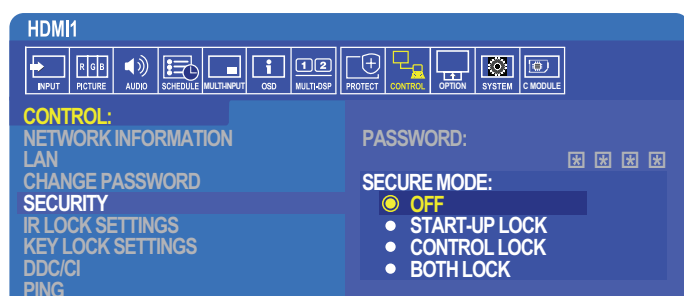 HDMI1
INPUT RGB PICTURE AUDIO SCHEDULE MULTI-INPUT OSD 1 2 MULTI-DSP PROTECT CONTROL OPTION SYSTEM C MODULE
CONTROL:
NETWORK INFORMATION
PASSWORD:
LAN
* * * *
CHANGE PASSWORD
SECURE MODE:
SECURITY
OFF
IR LOCK SETTINGS
START-UP LOCK
KEY LOCK SETTINGS
CONTROL LOCK
DDC/CI
BOTH LOCK
PING